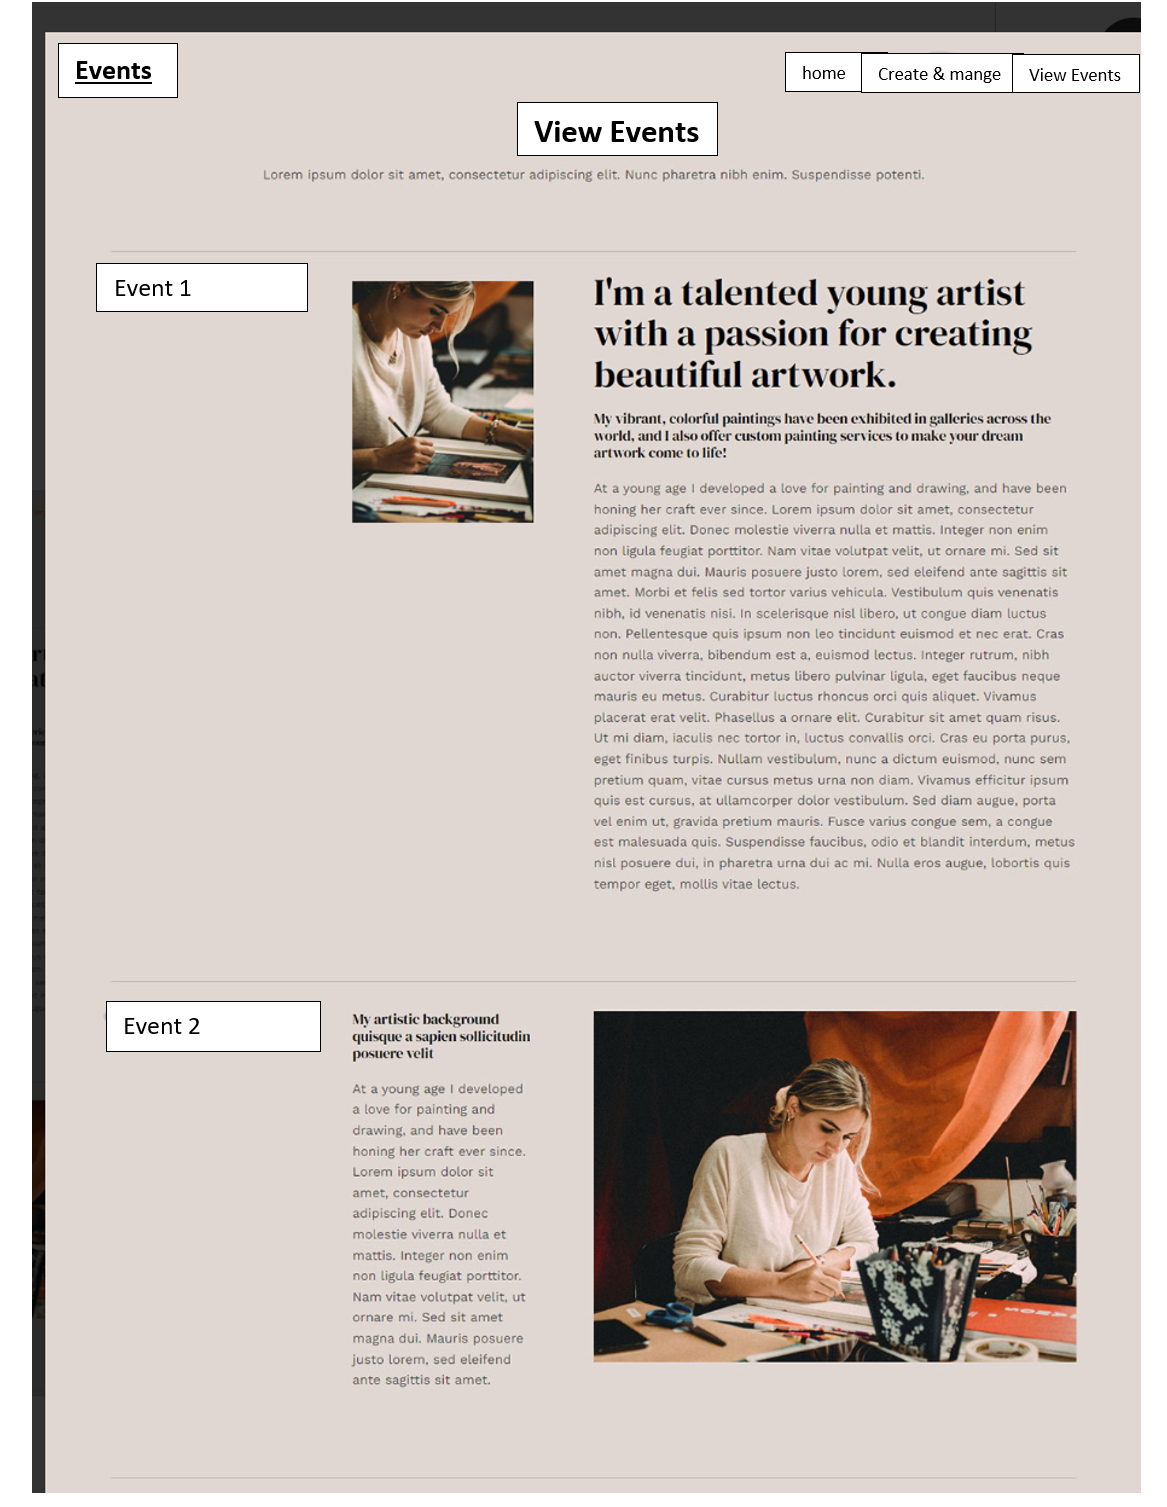 Events
home
Create & mange
View Events
View Events
Lorem ipsum dolor sit amet, consectetur adipiscing elit. Nunc pharetra nibh enim. Suspendisse potenti.
Event 1
I'm a talented young artist
with a passion for creating
beautiful artwork.
My vibrant, colorful paintings have been exhibited in galleries across the
world, and I also offer custom painting services to make your dream
artwork come to life!
At a young age I developed a love for painting and drawing, and have been
honing her craft ever since. Lorem ipsum dolor sit amet, consectetur
adipiscing elit. Donec molestie viverra nulla et mattis. Integer non enim
non ligula feugiat porttitor. Nam vitae volutpat velit, ut ornare mi. Sed sit
amet magna dui. Mauris posuere justo lorem, sed eleifend ante sagittis sit
amet. Morbi et felis sed tortor varius vehicula. Vestibulum quis venenatis
nibh, id venenatis nisi. In scelerisque nisl libero, ut congue diam luctus
non. Pellentesque quis ipsum non leo tincidunt euismod et nec erat. Cras
non nulla viverra, bibendum est a, euismod lectus. Integer rutrum, nibh
auctor viverra tincidunt, metus libero pulvinar ligula, eget faucibus neque
mauris eu metus. Curabitur luctus rhoncus orci quis aliquet. Vivamus
placerat erat velit. Phasellus a ornare elit. Curabitur sit amet quam risus.
Ut mi diam, iaculis nec tortor in, luctus convallis orci. Cras eu porta purus,
eget finibus turpis. Nullam vestibulum, nunc a dictum euismod, nunc sem
pretium quam, vitae cursus metus urna non diam. Vivamus efficitur ipsum
quis est cursus, at ullamcorper dolor vestibulum. Sed diam augue, porta
vel enim ut, gravida pretium mauris. Fusce varius congue sem, a congue
est malesuada quis. Suspendisse faucibus, odio et blandit interdum, metus
nisl posuere dui, in pharetra urna dui ac mi. Nulla eros augue, lobortis quis
tempor eget, mollis vitae lectus.
Event 2
My artistic background
quisque a sapien sollicitudin
posuere velit
At a young age I developed
a love for painting and
drawing, and have been
honing her craft ever since.
Lorem ipsum dolor sit
amet, consectetur
adipiscing elit. Donec
molestie viverra nulla et
mattis. Integer non enim
non ligula feugiat porttitor.
Nam vitae volutpat velit, ut
ornare mi. Sed sit amet
magna dui. Mauris posuere
justo lorem, sed eleifend
ante sagittis sit amet.